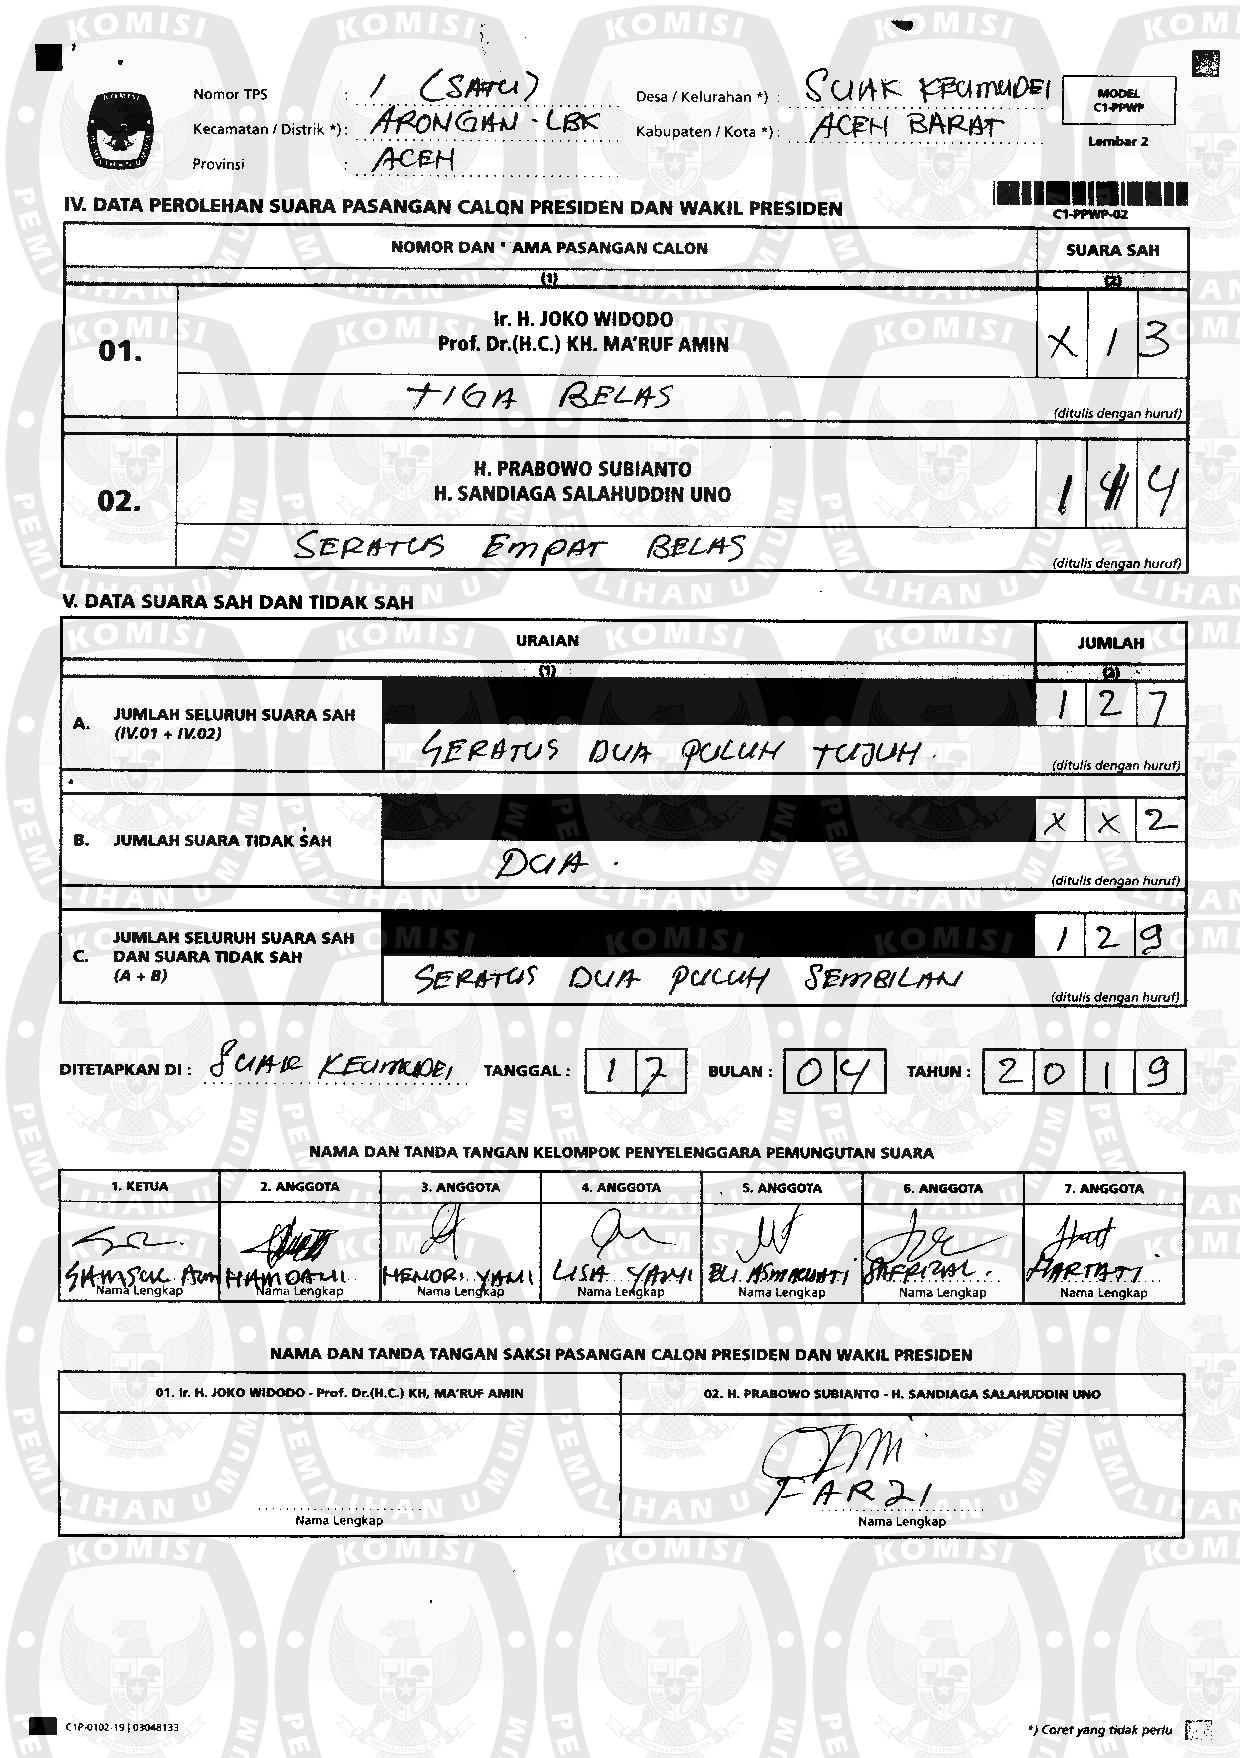 Nomor TPS : 1 (SATU)
Desa / Kelurahan *) : SUAK KEUMUDEI
MODEL
C1-PPWP
Kecamatan / Distrik *) : ARONGAN - LBK
Kabupaten / Kota *) : ACEH BARAT
Provinsi : ACEH
Lembar 2
C1-PPWP-02
IV. DATA PEROLEHAN SUARA PASANGAN CALON PRESIDEN DAN WAKIL PRESIDEN
NOMOR DAN AMA PASANGAN CALON SUARA SAH
(1) (2)
01. Ir. H. JOKO WIDODO
Prof. Dr.(H.C.) KH. MA'RUF AMIN X 1 3
TIGA BELAS
(ditulis dengan huruf)
02. H. PRABOWO SUBIANTO
H. SANDIAGA SALAHUDDIN UNO 1 4
SERATUS EMPAT BELAS
(ditulis dengan huruf)
V. DATA SUARA SAH DAN TIDAK SAH
URAIAN JUMLAH
(1) (2)
A. JUMLAH SELURUH SUARA SAH
(IV.01 + IV.02) 1 2 7
SERATUS DUA PULUH TUJUH.
(ditulis dengan huruf)
B. JUMLAH SUARA TIDAK SAH X X 2
DUA.
(ditulis dengan huruf)
C. JUMLAH SELURUH SUARA SAH
DAN SUARA TIDAK SAH
(A + B) 1 2 9
SERATUS DUA PULUH SEMBILAN
(ditulis dengan huruf)
DITETAPKAN DI : SUAK KEUMUDEI TANGGAL : 1 7 BULAN : 0 4 TAHUN : 2 0 1 9
NAMA DAN TANDA TANGAN KELOMPOK PENYELENGGARA PEMUNGUTAN SUARA
1. KETUA 2. ANGGOTA 3. ANGGOTA 4. ANGGOTA 5. ANGGOTA 6. ANGGOTA 7. ANGGOTA
SAMSUL HAMDANI HENDRI YANI LISA YANI ELI ASMAWATI SAFRIZAL. HARTATI
Nama Lengkap Nama Lengkap Nama Lengkap Nama Lengkap Nama Lengkap Nama Lengkap Nama Lengkap
NAMA DAN TANDA TANGAN SAKSI PASANGAN CALON PRESIDEN DAN WAKIL PRESIDEN
01. Ir. H. JOKO WIDODO - Prof. Dr.(H.C.) KH, MA'RUF AMIN 02. H. PRABOWO SUBIANTO - H. SANDIAGA SALAHUDDIN UNO
FARZI
Nama Lengkap Nama Lengkap
C1P-0102-19 | 03048133
*) Coret yang tidak perlu